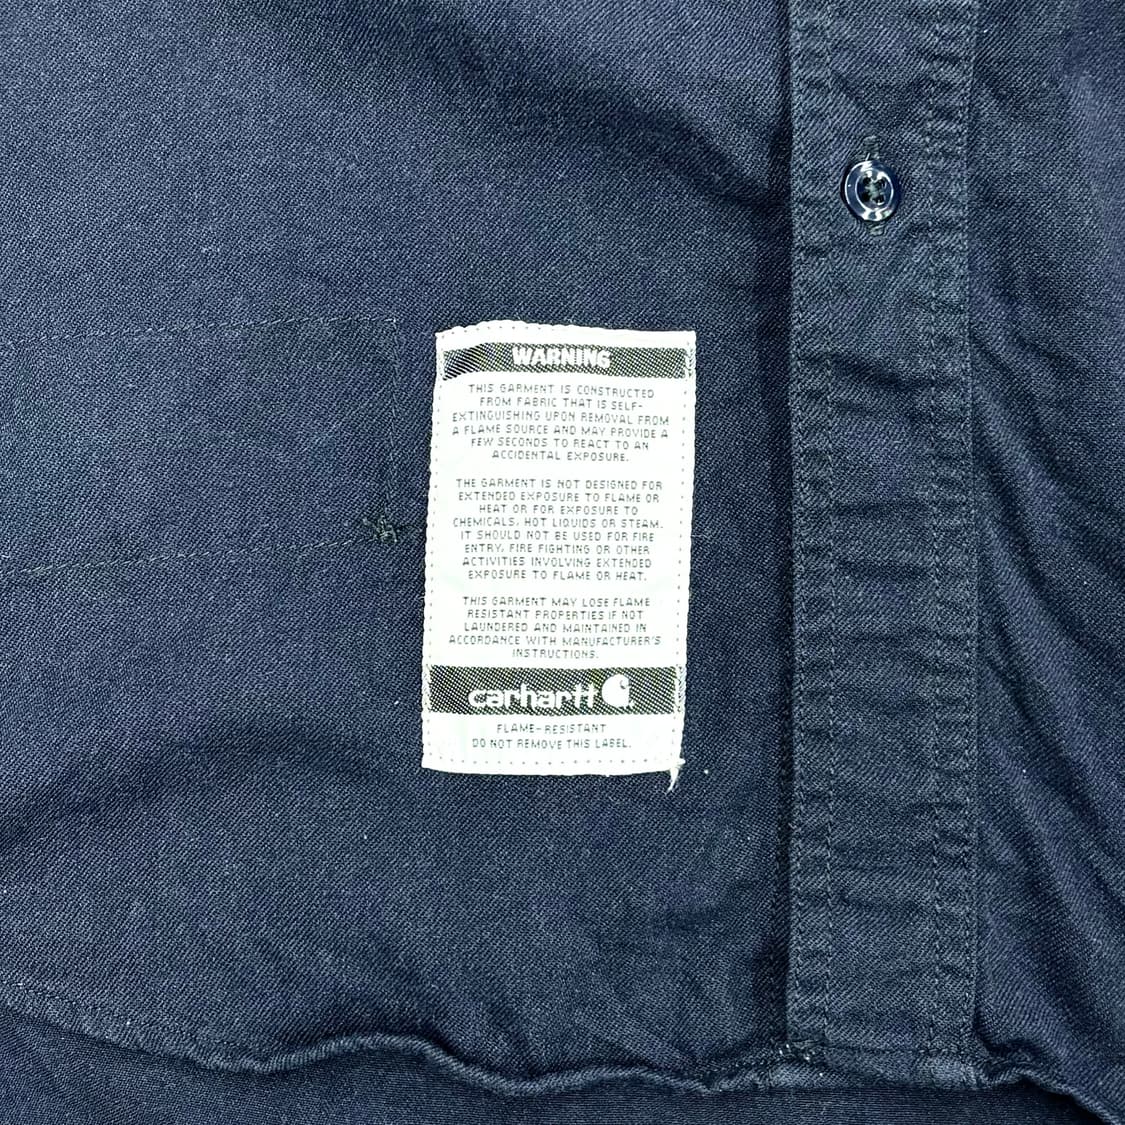 WARNING
THIS GARMENT IS CONSTRUCTED
FROM FABRIC THAT IS SELF-
EXTINGUISHING UPON REMOVAL FROM
A FLAME SOURCE AND MAY PROVIDE A
FEW SECONDS TO REACT TO AN
ACCIDENTAL EXPOSURE.
THE GARMENT IS NOT DESIGNED FOR
EXTENDED EXPOSURE TO FLAME OR
HEAT OR FOR EXPOSURE TO
CHEMICALS, HOT LIQUIDS OR STEAM.
IT SHOULD NOT BE USED FOR FIRE
ENTRY, FIRE FIGHTING OR OTHER
ACTIVITIES INVOLVING EXTENDED
EXPOSURE TO FLAME OR HEAT.
THIS GARMENT MAY LOSE FLAME
RESISTANT PROPERTIES IF NOT
LAUNDERED AND MAINTAINED IN
ACCORDANCE WITH MANUFACTURER'S
INSTRUCTIONS.
carhartt
FLAME-RESISTANT
DO NOT REMOVE THIS LABEL.